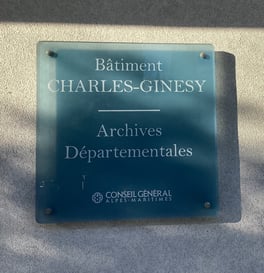 Bâtiment
CHARLES-GINESY
Archives
Départementales
CONSEIL GÉNÉRAL
ALPES-MARITIMES